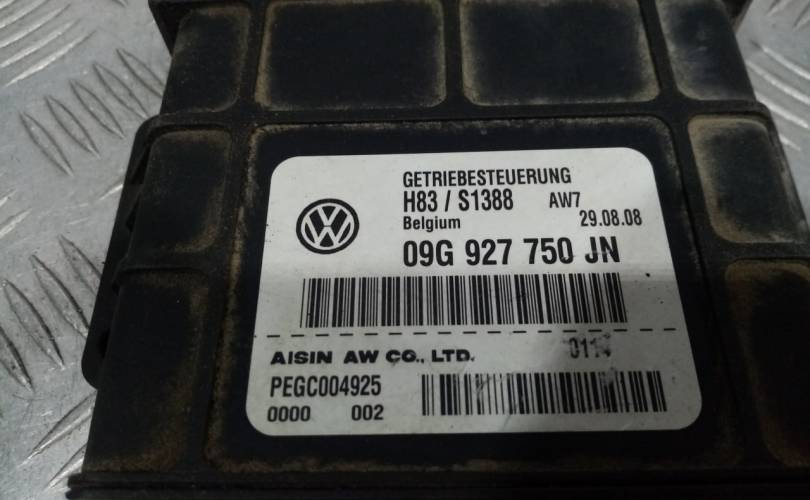 GETRIEBESTEUERUNG
H83 / S1388 AW7
Belgium 29.08.08
09G 927 750 JN
AISIN AW CO., LTD.
PEGC004925
0000 002